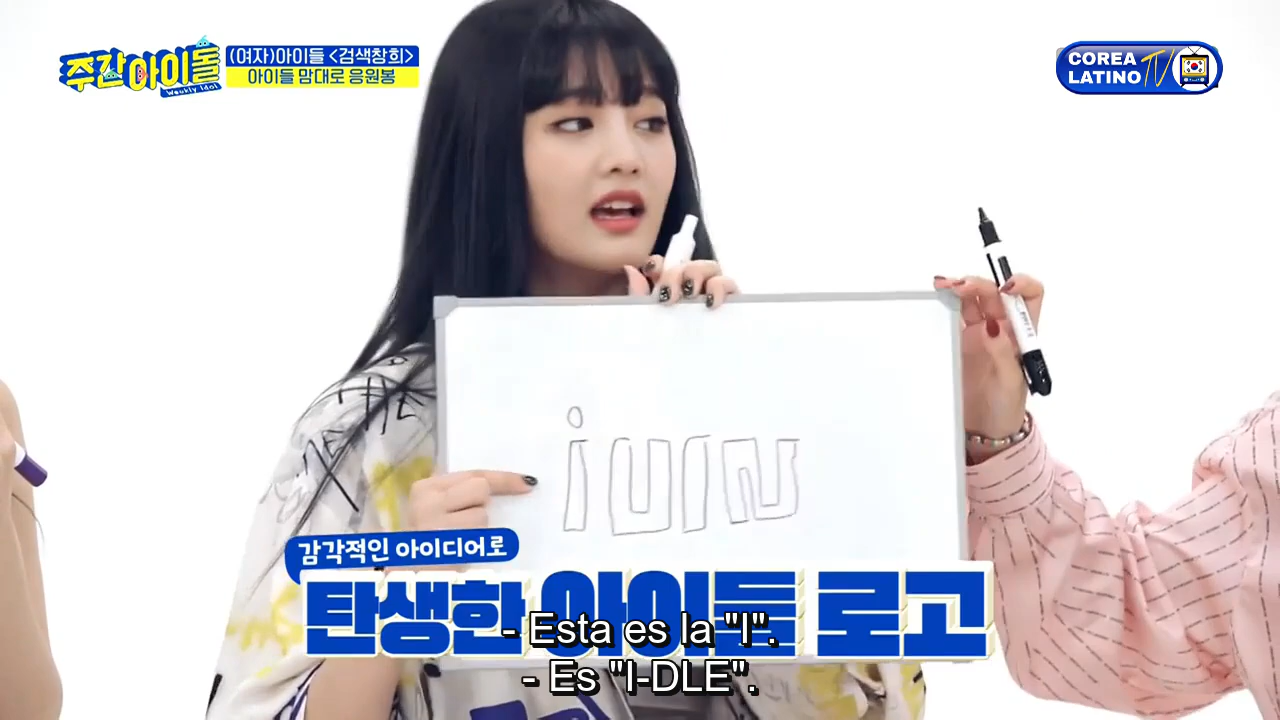 주간아이돌
Weekly Idol
(여자)아이들 <검색창희>
아이들 맘대로 응원봉
COREA
LATINO TV
감각적인 아이디어로
탄생한 아이들 로고
- Esta es la "I".
- Es "I-DLE".